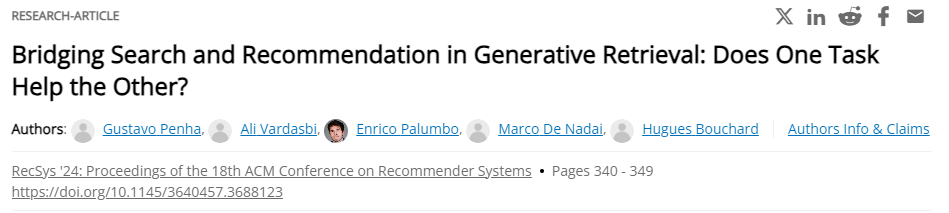 RESEARCH-ARTICLE
Bridging Search and Recommendation in Generative Retrieval: Does One Task
Help the Other?
Authors: Gustavo Penha, Ali Vardasbi, Enrico Palumbo, Marco De Nadai, Hugues Bouchard Authors Info & Claims
RecSys '24: Proceedings of the 18th ACM Conference on Recommender Systems • Pages 340 - 349
https://doi.org/10.1145/3640457.3688123